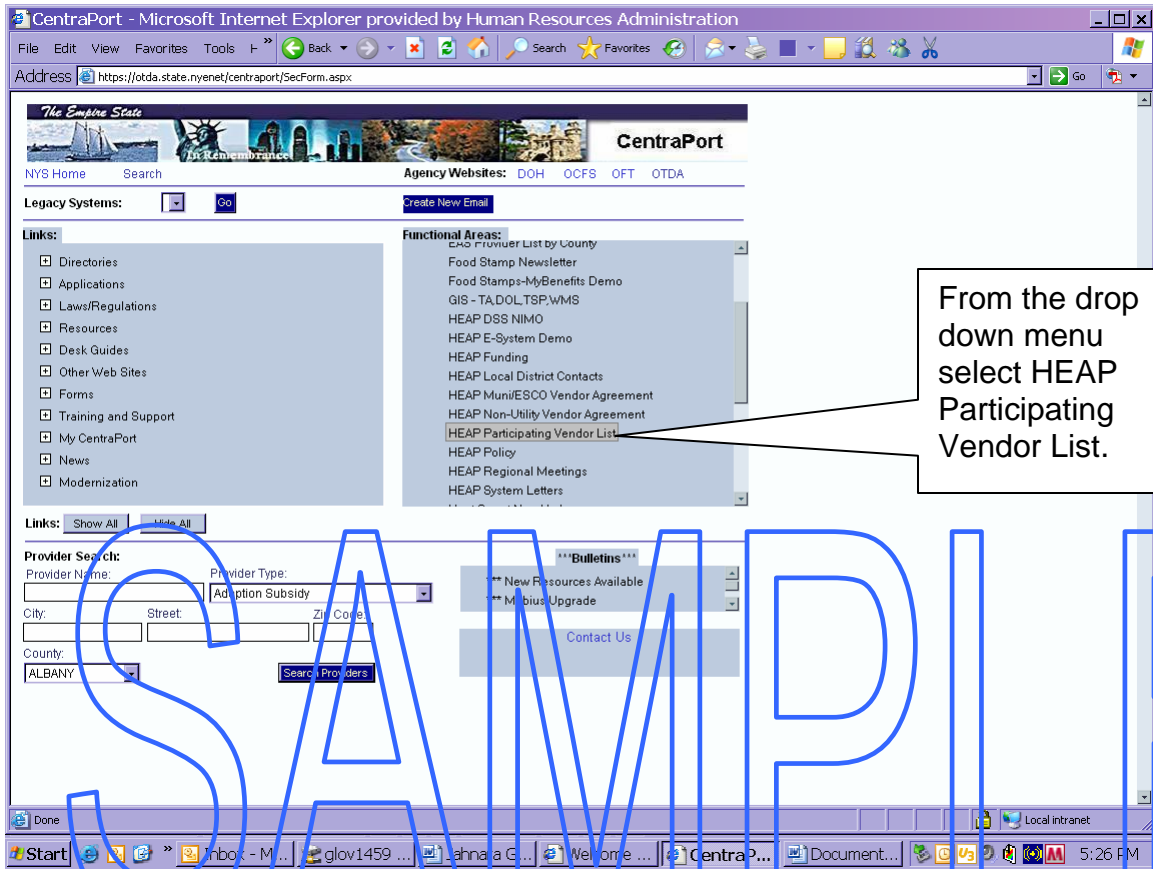 CentraPort - Microsoft Internet Explorer provided by Human Resources Administration
File Edit View Favorites Tools H » Back Search Favorites
Address https://otda.state.nyenet/centraport/SecForm.aspx Go
The Empire State
In Remembrance
CentraPort
NYS Home Search Agency Websites: DOH OCFS OFT OTDA
Legacy Systems: Go Create New Email
Links:
Directories
Applications
Laws/Regulations
Resources
Desk Guides
Other Web Sites
Forms
Training and Support
My CentraPort
News
Modernization
Functional Areas:
EAS Provider List by County
Food Stamp Newsletter
Food Stamps-MyBenefits Demo
GIS - TA,DOL,TSP,WMS
HEAP DSS NIMO
HEAP E-System Demo
HEAP Funding
HEAP Local District Contacts
HEAP Muni/ESCO Vendor Agreement
HEAP Non-Utility Vendor Agreement
HEAP Participating Vendor List
HEAP Policy
HEAP Regional Meetings
HEAP System Letters
From the drop
down menu
select HEAP
Participating
Vendor List.
Links: Show All Hide All
Provider Search:
Provider Name: Provider Type:
Adoption Subsidy
City: Street: Zip Code:
County:
ALBANY Search Providers
***Bulletins***
*** New Resources Available
*** Mobius Upgrade
Contact Us
SAMPL
Done Local intranet
Start » Inbox - M... glov1459 ... Jahnara G... Welcome ... CentraP... Document... 5:26 PM